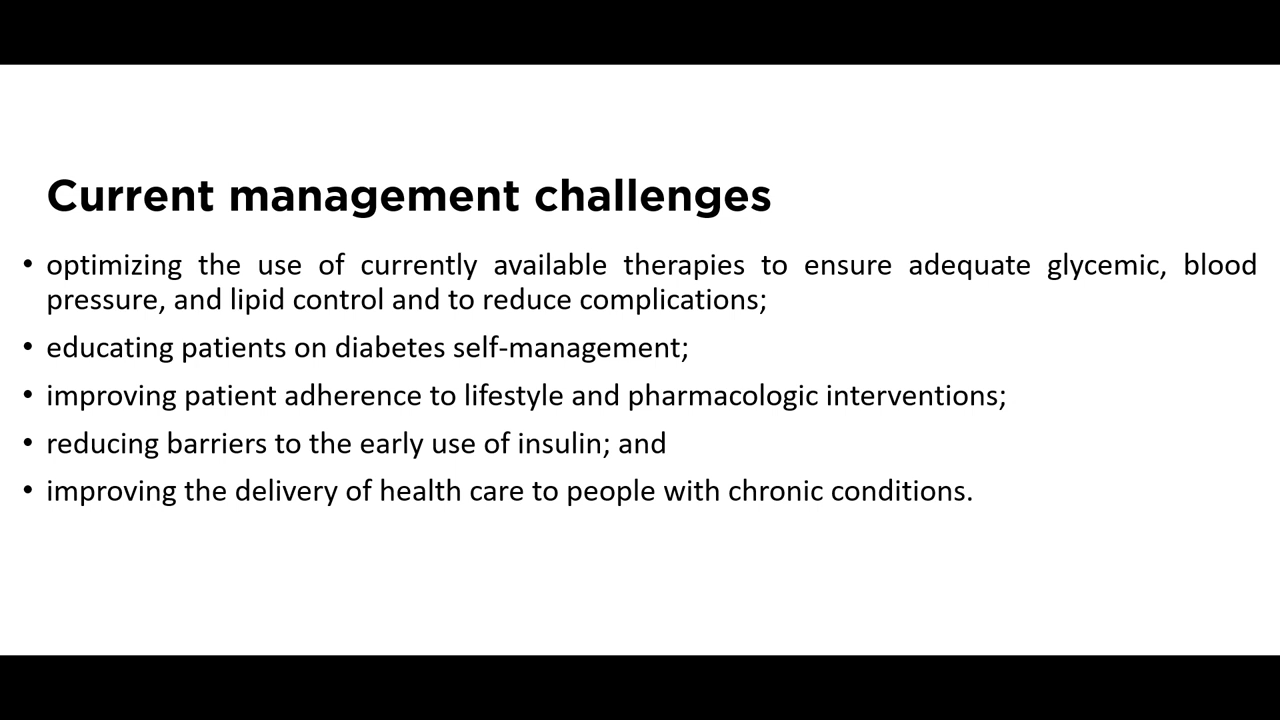 Current management challenges
• optimizing the use of currently available therapies to ensure adequate glycemic, blood
pressure, and lipid control and to reduce complications;
• educating patients on diabetes self-management;
• improving patient adherence to lifestyle and pharmacologic interventions;
• reducing barriers to the early use of insulin; and
• improving the delivery of health care to people with chronic conditions.